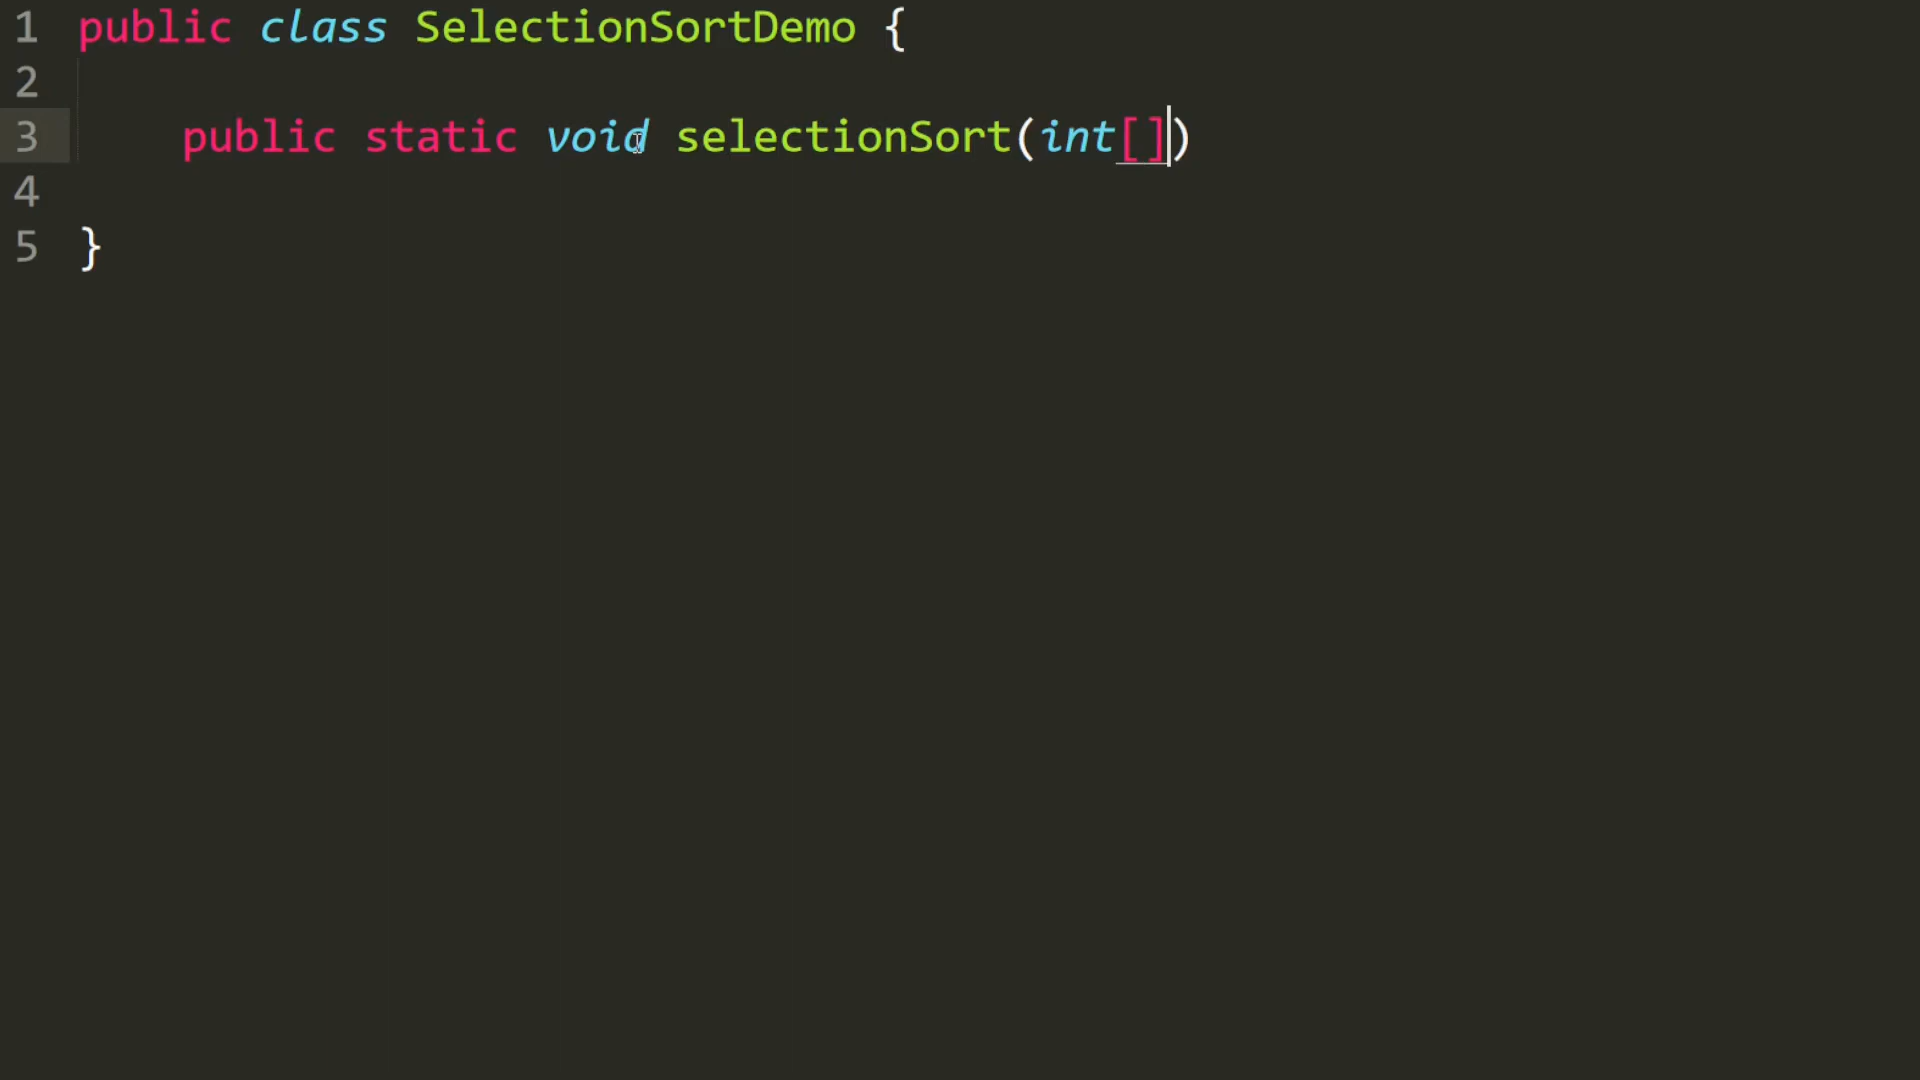 1 public class SelectionSortDemo {
2
3 public static void selectionSort(int[])
4
5 }